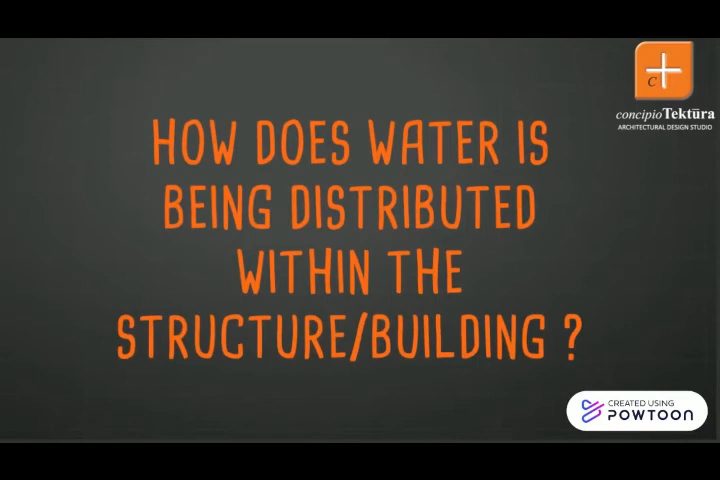 C
concipioTektūra
ARCHITECTURAL DESIGN STUDIO
HOW DOES WATER IS
BEING DISTRIBUTED
WITHIN THE
STRUCTURE/BUILDING ?
CREATED USING
POWTOON